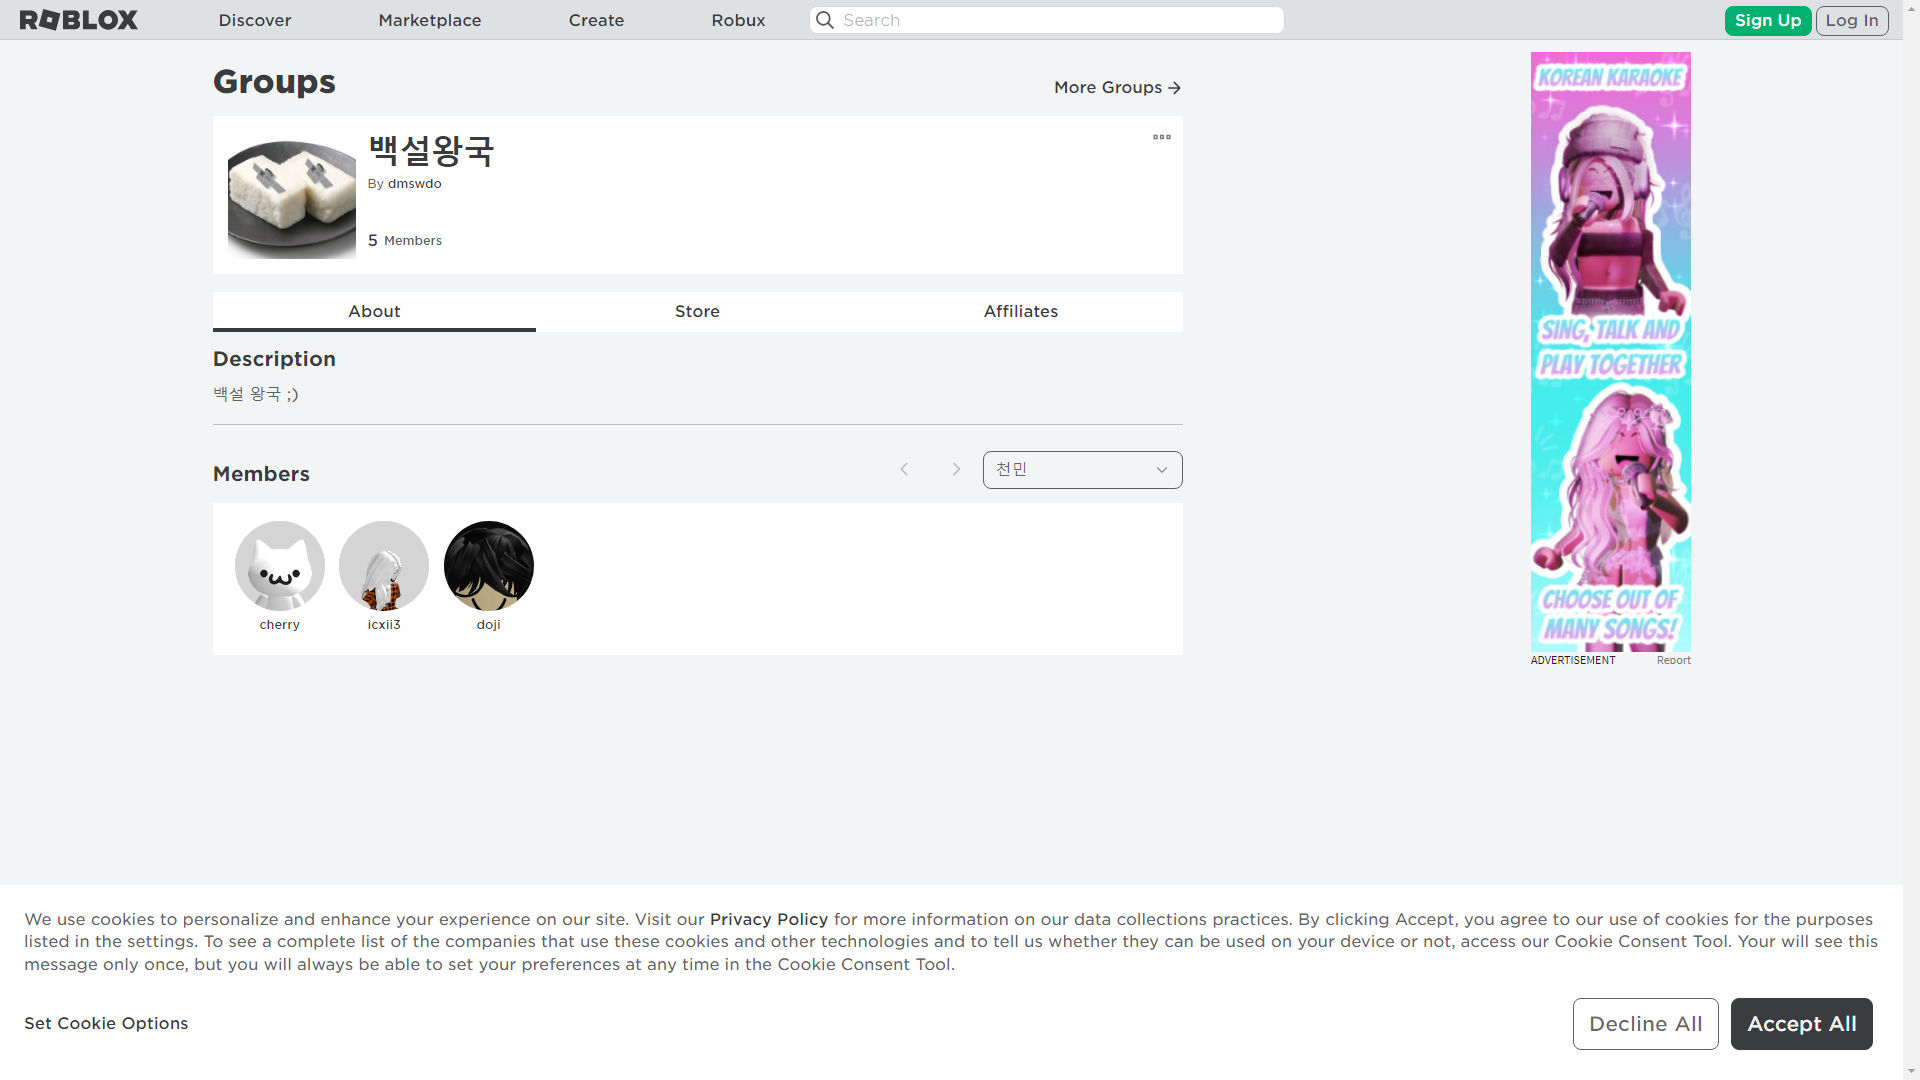 ROBLOX
Discover
Marketplace
Create
Robux
Search
Sign Up
Log In
Groups
More Groups
백설왕국
By dmswdo
5 Members
About
Store
Affiliates
Description
백설 왕국 ;)
Members
천민
cherry
icxii3
doji
KOREAN KARAOKE
SING, TALK AND
PLAY TOGETHER
CHOOSE OUT OF
MANY SONGS!
ADVERTISEMENT
Report
We use cookies to personalize and enhance your experience on our site. Visit our Privacy Policy for more information on our data collections practices. By clicking Accept, you agree to our use of cookies for the purposes
listed in the settings. To see a complete list of the companies that use these cookies and other technologies and to tell us whether they can be used on your device or not, access our Cookie Consent Tool. Your will see this
message only once, but you will always be able to set your preferences at any time in the Cookie Consent Tool.
Set Cookie Options
Decline All
Accept All